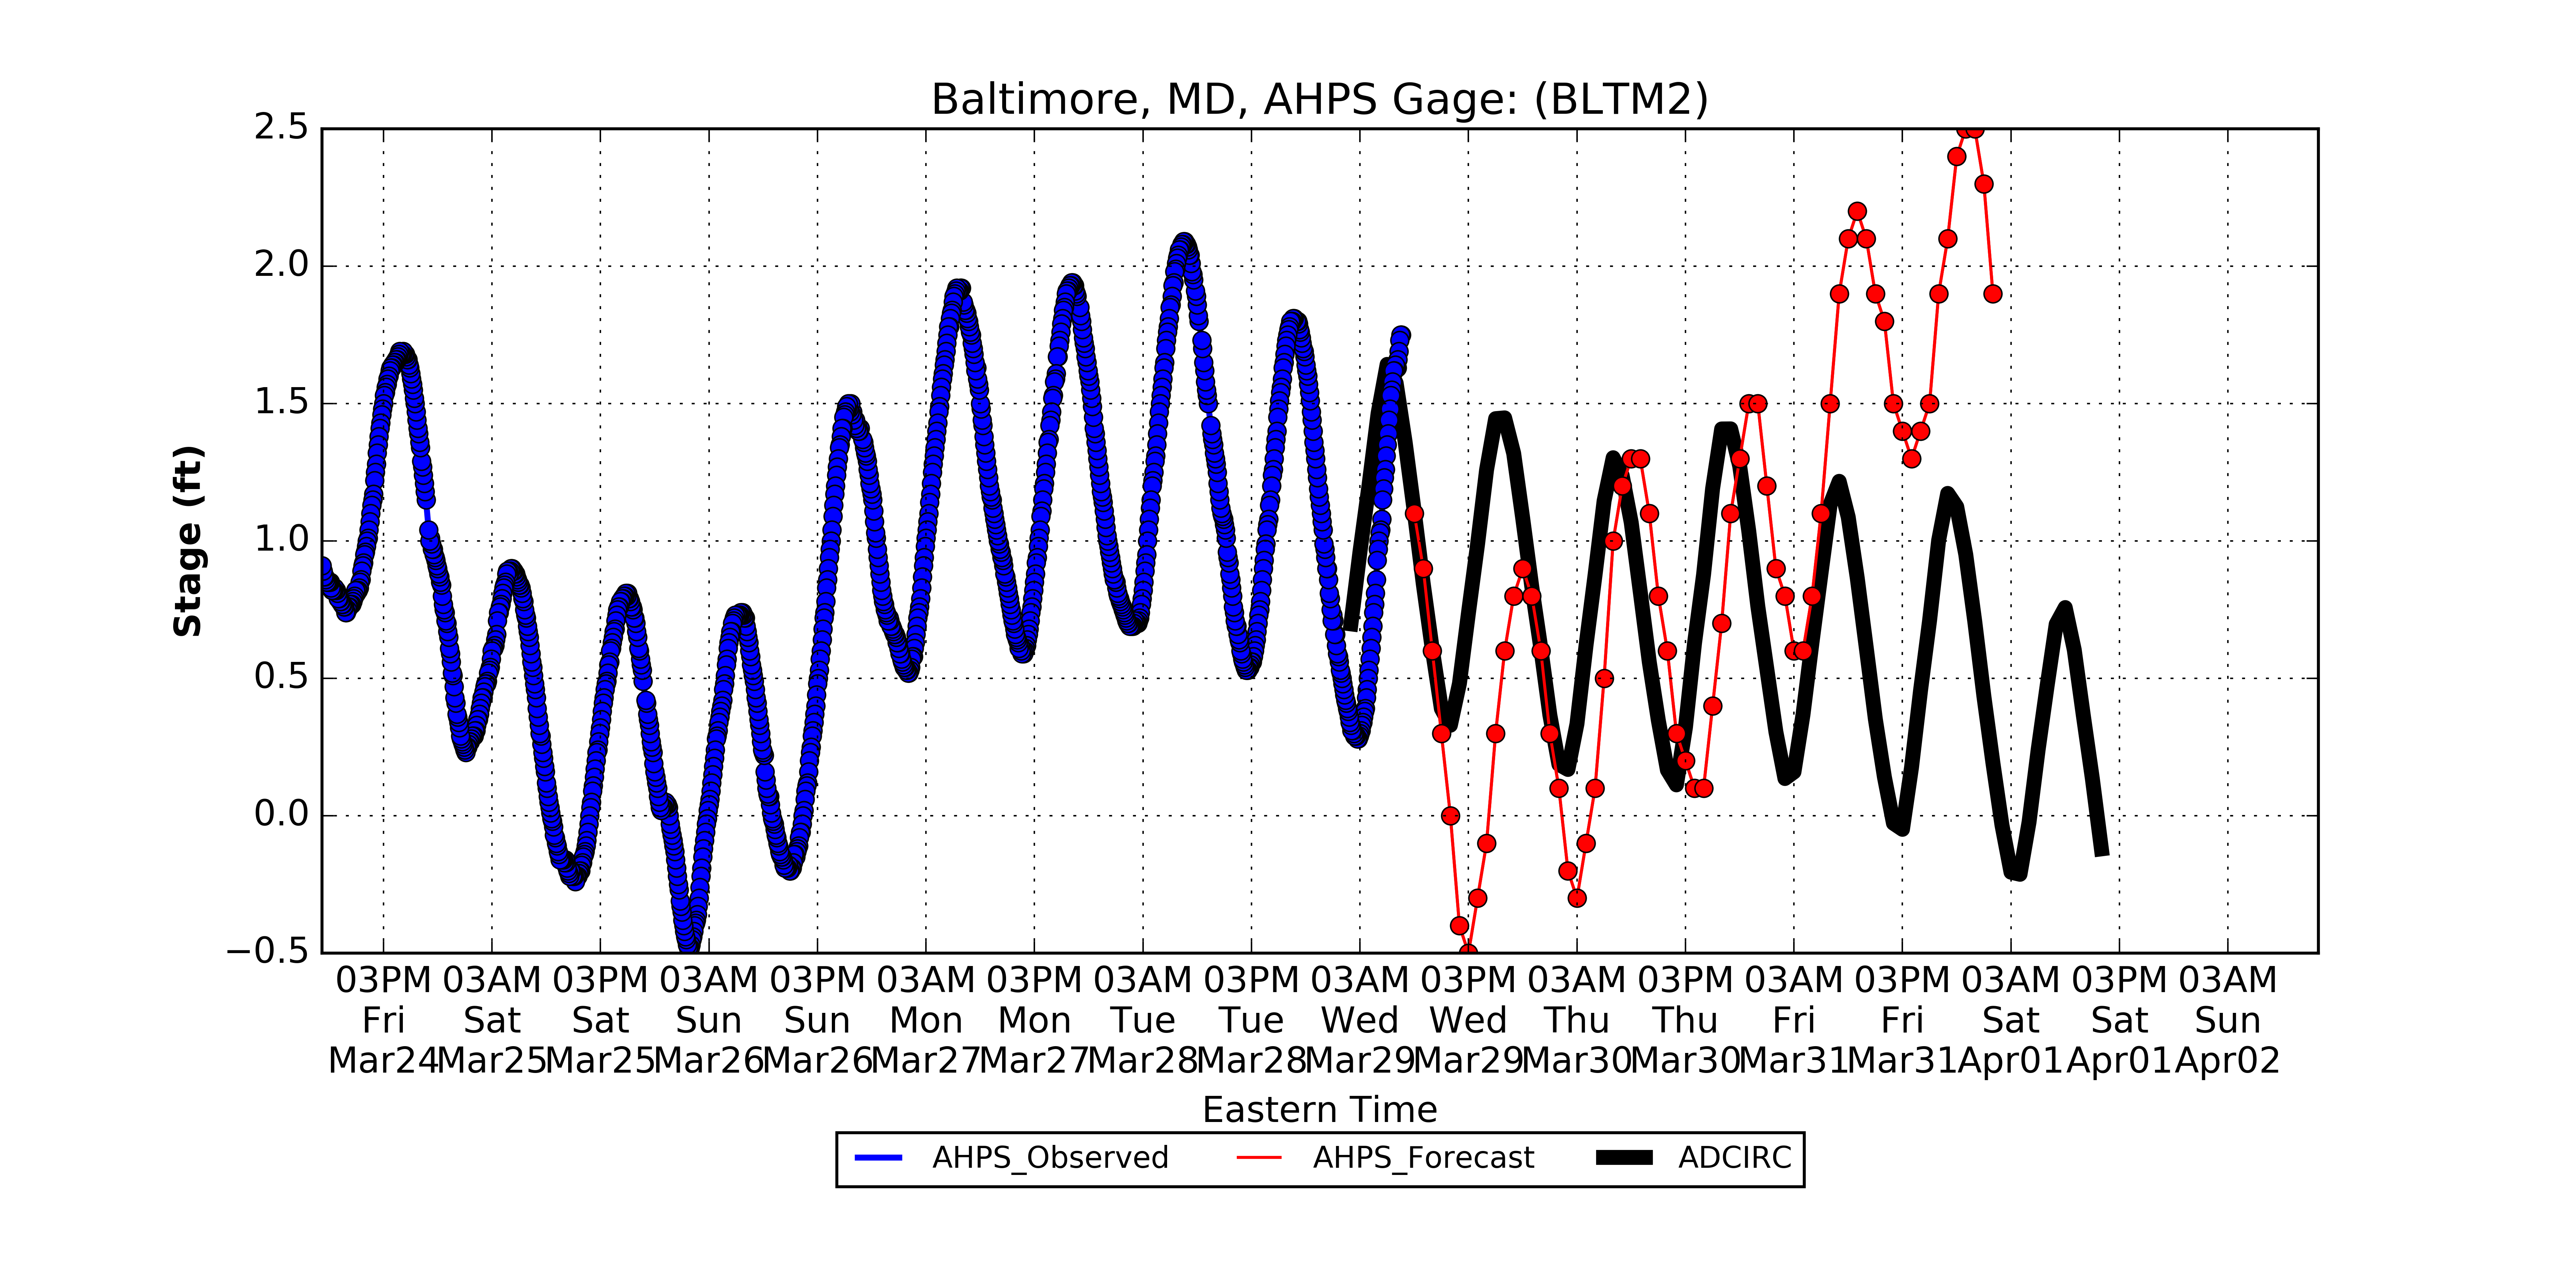 Baltimore, MD, AHPS Gage: (BLTM2)
2.5
2.0
1.5
1.0
0.5
0.0
−0.5
Stage (ft)
03PM 03AM 03PM 03AM 03PM 03AM 03PM 03AM 03PM 03AM 03PM 03AM 03PM 03AM 03PM 03AM 03PM 03AM
Fri Sat Sat Sun Sun Mon Mon Tue Tue Wed Wed Thu Thu Fri Fri Sat Sat Sun
Mar24 Mar25 Mar25 Mar26 Mar26 Mar27 Mar27 Mar28 Mar28 Mar29 Mar29 Mar30 Mar30 Mar31 Mar31 Apr01 Apr01 Apr02
Eastern Time
AHPS_Observed AHPS_Forecast ADCIRC